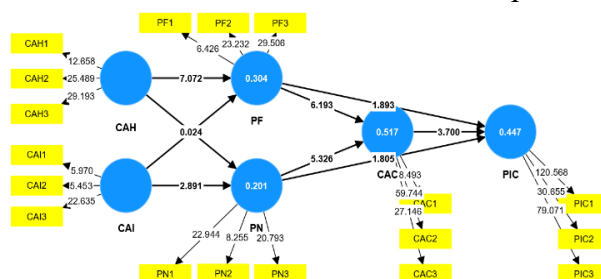 PF1
PF2
PF3
CAH1
6.426
23.232
29.506
12.658
CAH2
25.489
7.072
0.304
29.193
1.893
CAH3
CAH
PF
6.193
0.024
0.517
3.700
0.447
CAI1
5.970
5.326
1.805
CAC
PIC
CAI2
5.453
2.891
0.201
8.493
120.568
22.635
59.744
30.655
CAI3
CAI
PN
27.146
CAC1
79.071
PIC1
22.944
8.255
20.793
CAC2
PIC2
PN1
PN2
PN3
CAC3
PIC3